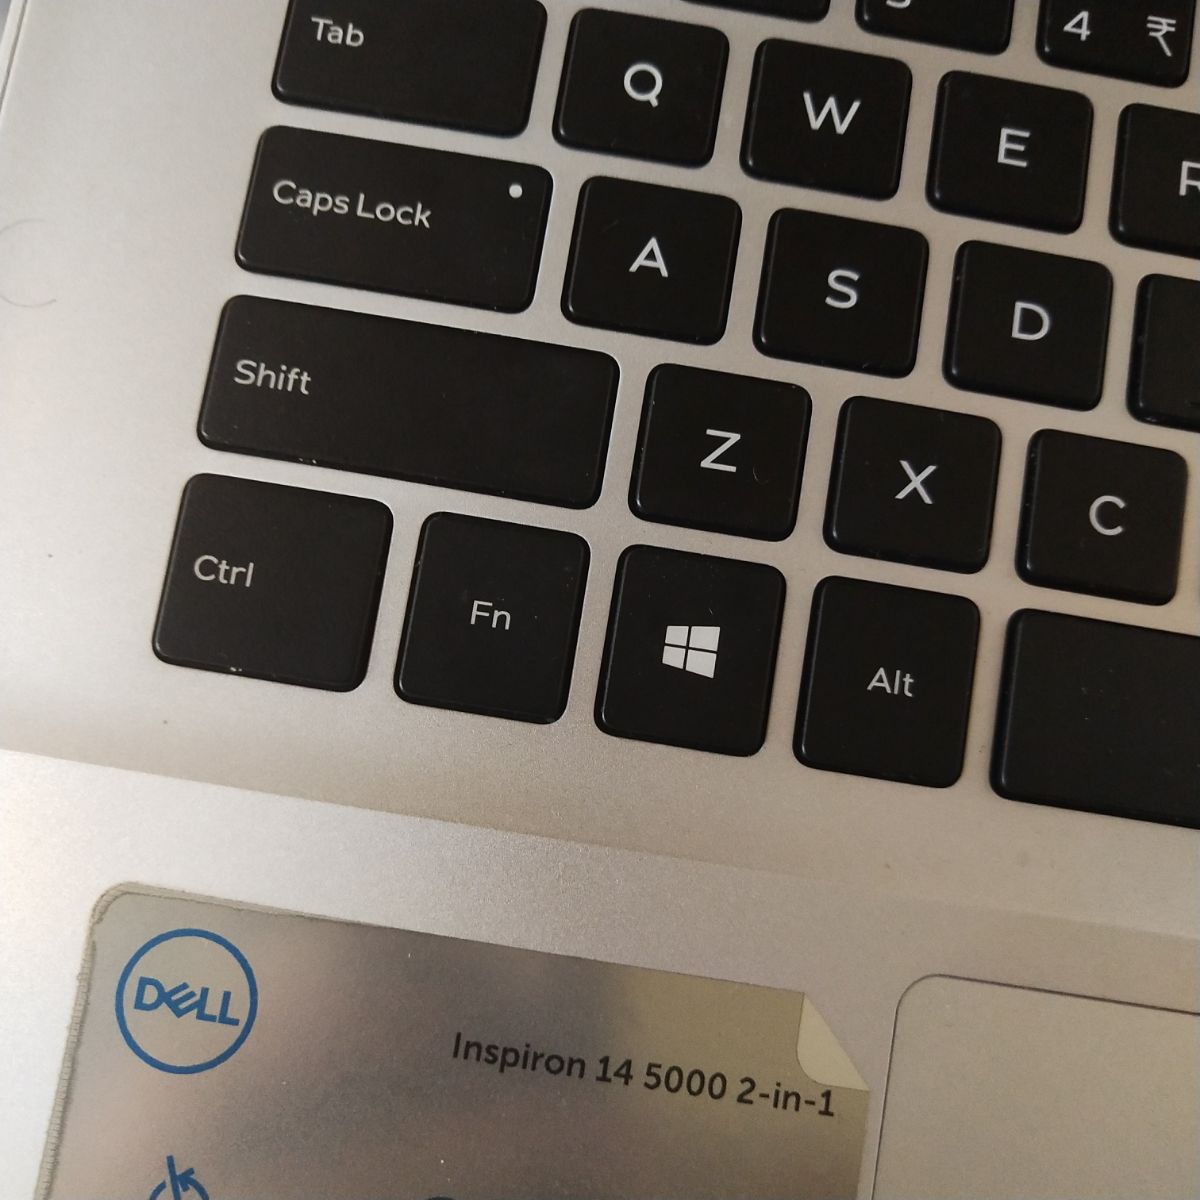 4 ₹
Tab Q W E R
Caps Lock A S D
Shift Z X C
Ctrl Fn Alt
DELL
Inspiron 14 5000 2-in-1